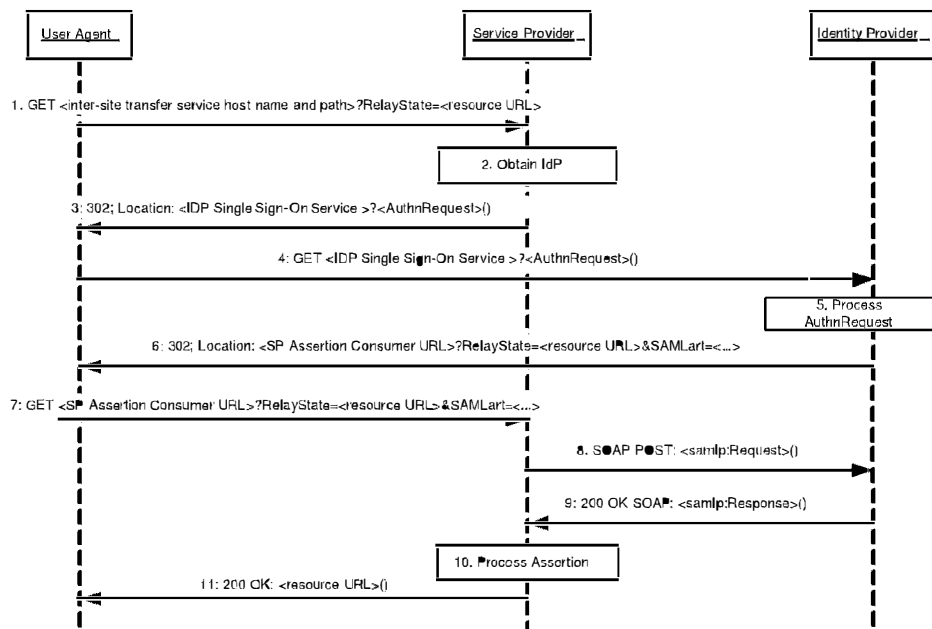 User Agent
Service Provider
Identity Provider
1. GET <inter-site transfer service host name and path>?RelayState=<resource URL>
2. Obtain IdP
3: 302; Location: <IDP Single Sign-On Service >?<AuthnRequest>()
4: GET <IDP Single Sign-On Service >?<AuthnRequest>()
5. Process
AuthnRequest
6: 302; Location: <SP Assertion Consumer URL>?RelayState=<resource URL>&SAMLart=<...>
7: GET <SP Assertion Consumer URL>?RelayState=<resource URL>&SAMLart=<...>
8. SOAP POST: <samlp:Request>()
9: 200 OK SOAP: <samlp:Response>()
10. Process Assertion
11: 200 OK: <resource URL>()